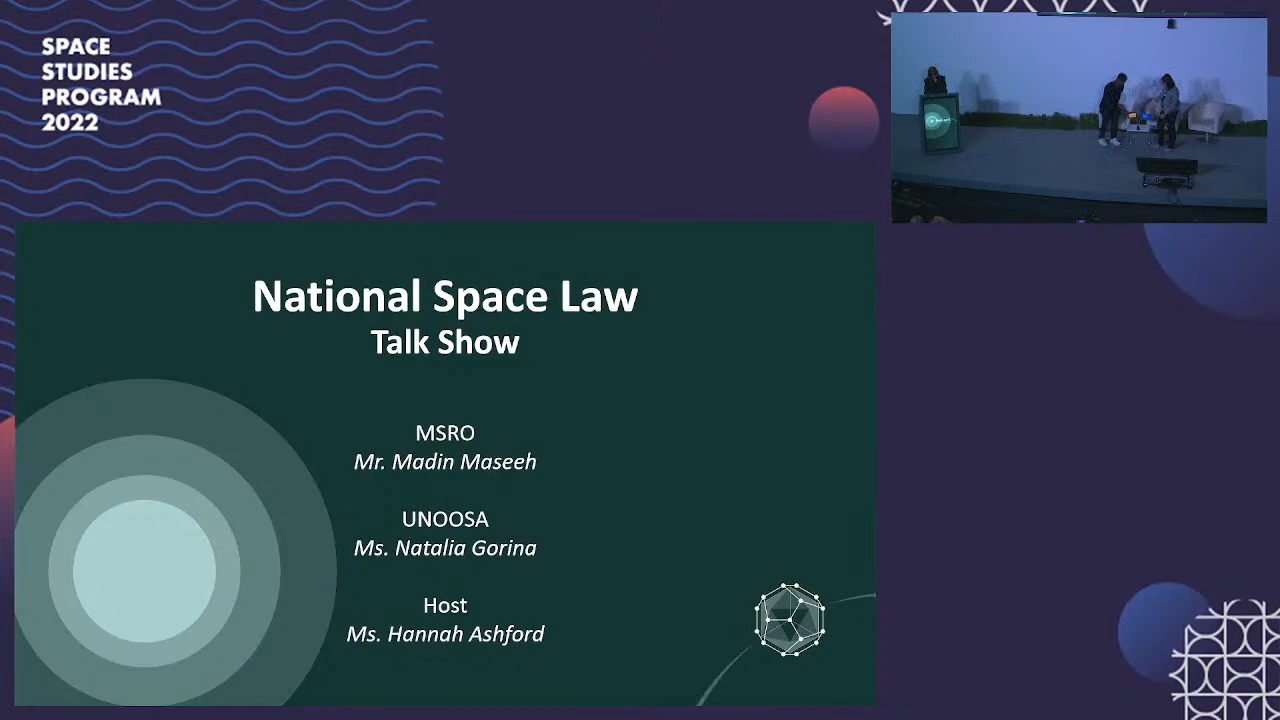 SPACE
STUDIES
PROGRAM
2022
National Space Law
Talk Show
MSRO
Mr. Madin Maseeh
UNOOSA
Ms. Natalia Gorina
Host
Ms. Hannah Ashford